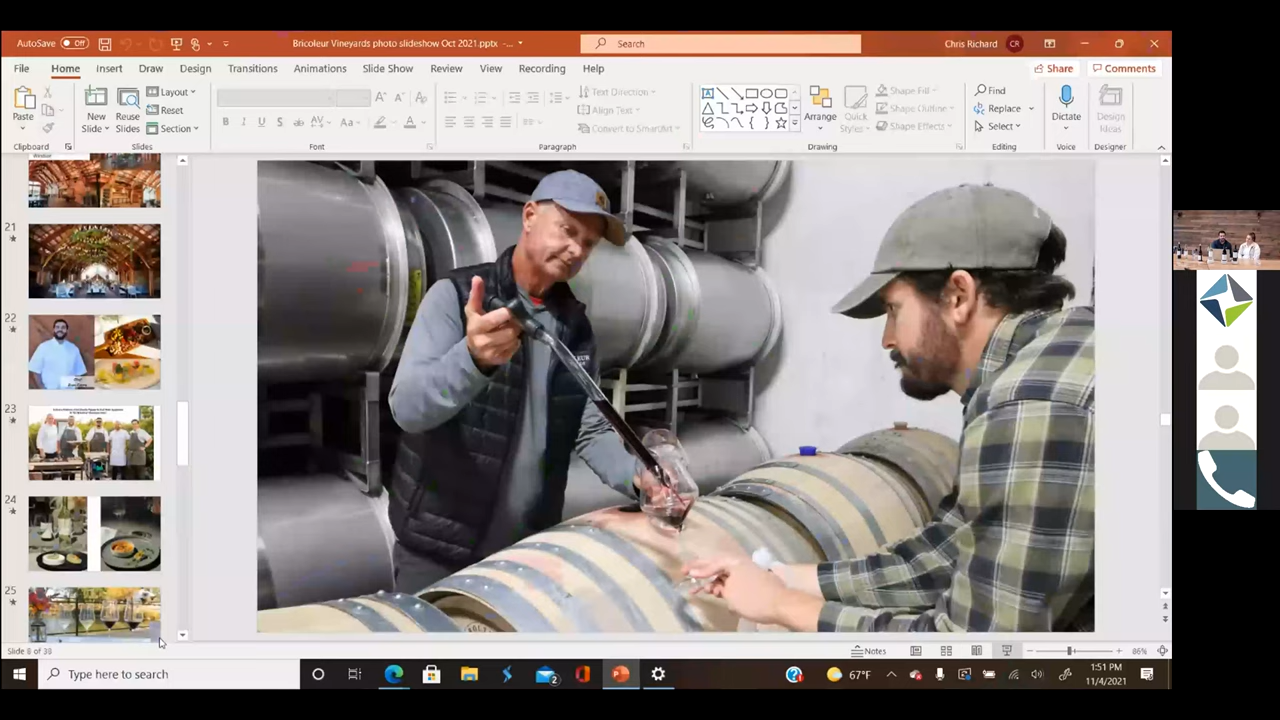 AutoSave Off Bricoleur Vineyards photo slideshow Oct 2021.pptx -... Search Chris Richard CR
File Home Insert Draw Design Transitions Animations Slide Show Review View Recording Help Share Comments
Paste New Slide Reuse Slides Layout Reset Section
B I U S ab AV Aa A
Text Direction Align Text Convert to SmartArt
Arrange Quick Styles Shape Fill Shape Outline Shape Effects
Find Replace Select Dictate Design Ideas
Clipboard Slides Font Paragraph Drawing Editing Voice Designer
21
22
23
24
25
Slide 8 of 38 Notes 86%
Type here to search 2 67°F 1:51 PM
11/4/2021